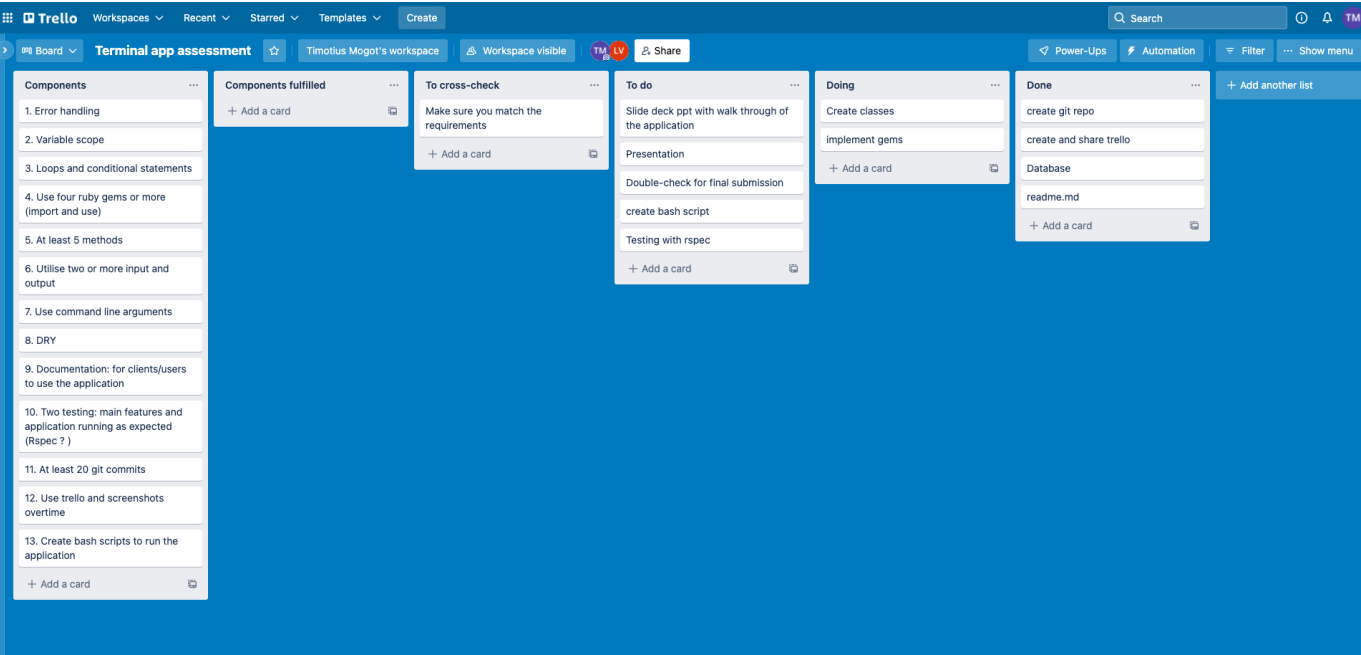 Trello
Workspaces
Recent
Starred
Templates
Create
Search
TM
Board
Terminal app assessment
Timotius Mogot's workspace
Workspace visible
TM
LV
Share
Power-Ups
Automation
Filter
Show menu
Components
1. Error handling
2. Variable scope
3. Loops and conditional statements
4. Use four ruby gems or more
(import and use)
5. At least 5 methods
6. Utilise two or more input and
output
7. Use command line arguments
8. DRY
9. Documentation: for clients/users
to use the application
10. Two testing: main features and
application running as expected
(Rspec ? )
11. At least 20 git commits
12. Use trello and screenshots
overtime
13. Create bash scripts to run the
application
+ Add a card
Components fulfilled
+ Add a card
To cross-check
Make sure you match the
requirements
+ Add a card
To do
Slide deck ppt with walk through of
the application
Presentation
Double-check for final submission
create bash script
Testing with rspec
+ Add a card
Doing
Create classes
implement gems
+ Add a card
Done
create git repo
create and share trello
Database
readme.md
+ Add a card
+ Add another list